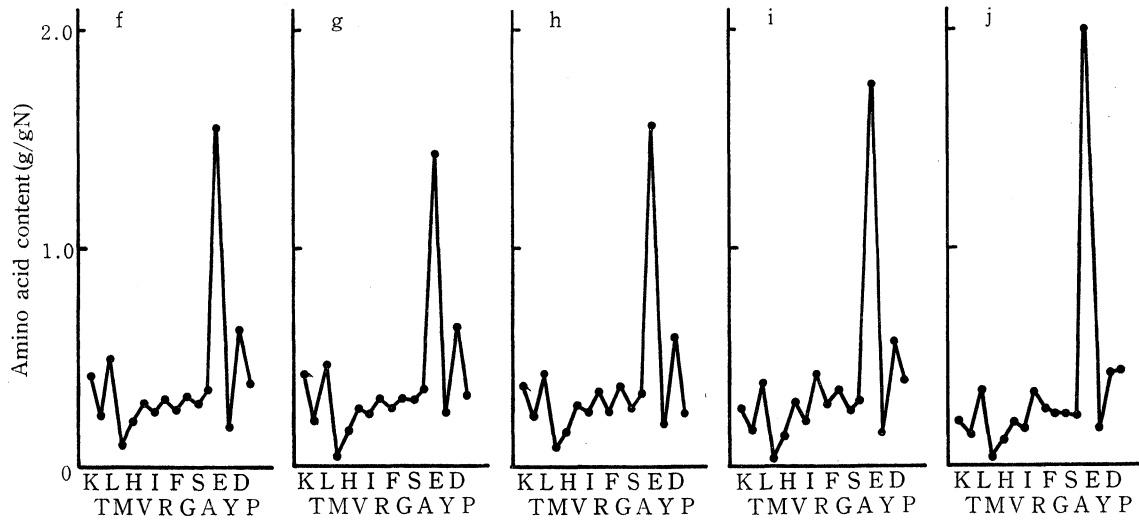 f g h i j
2.0
1.0
0
Amino acid content(g/gN)
KLHIFSED KLHIFSED KLHIFSED KLHIFSED KLHIFSED
TMVRGAYP TMVRGAYP TMVRGAYP TMVRGAYP TMVRGAYP